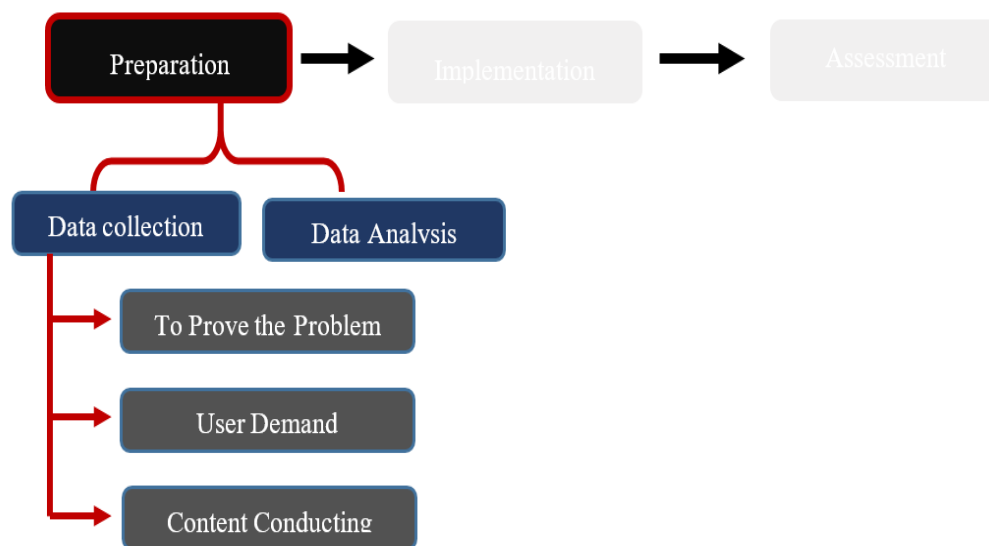 Preparation
Implementation
Assessment
Data collection
Data Analysis
To Prove the Problem
User Demand
Content Conducting